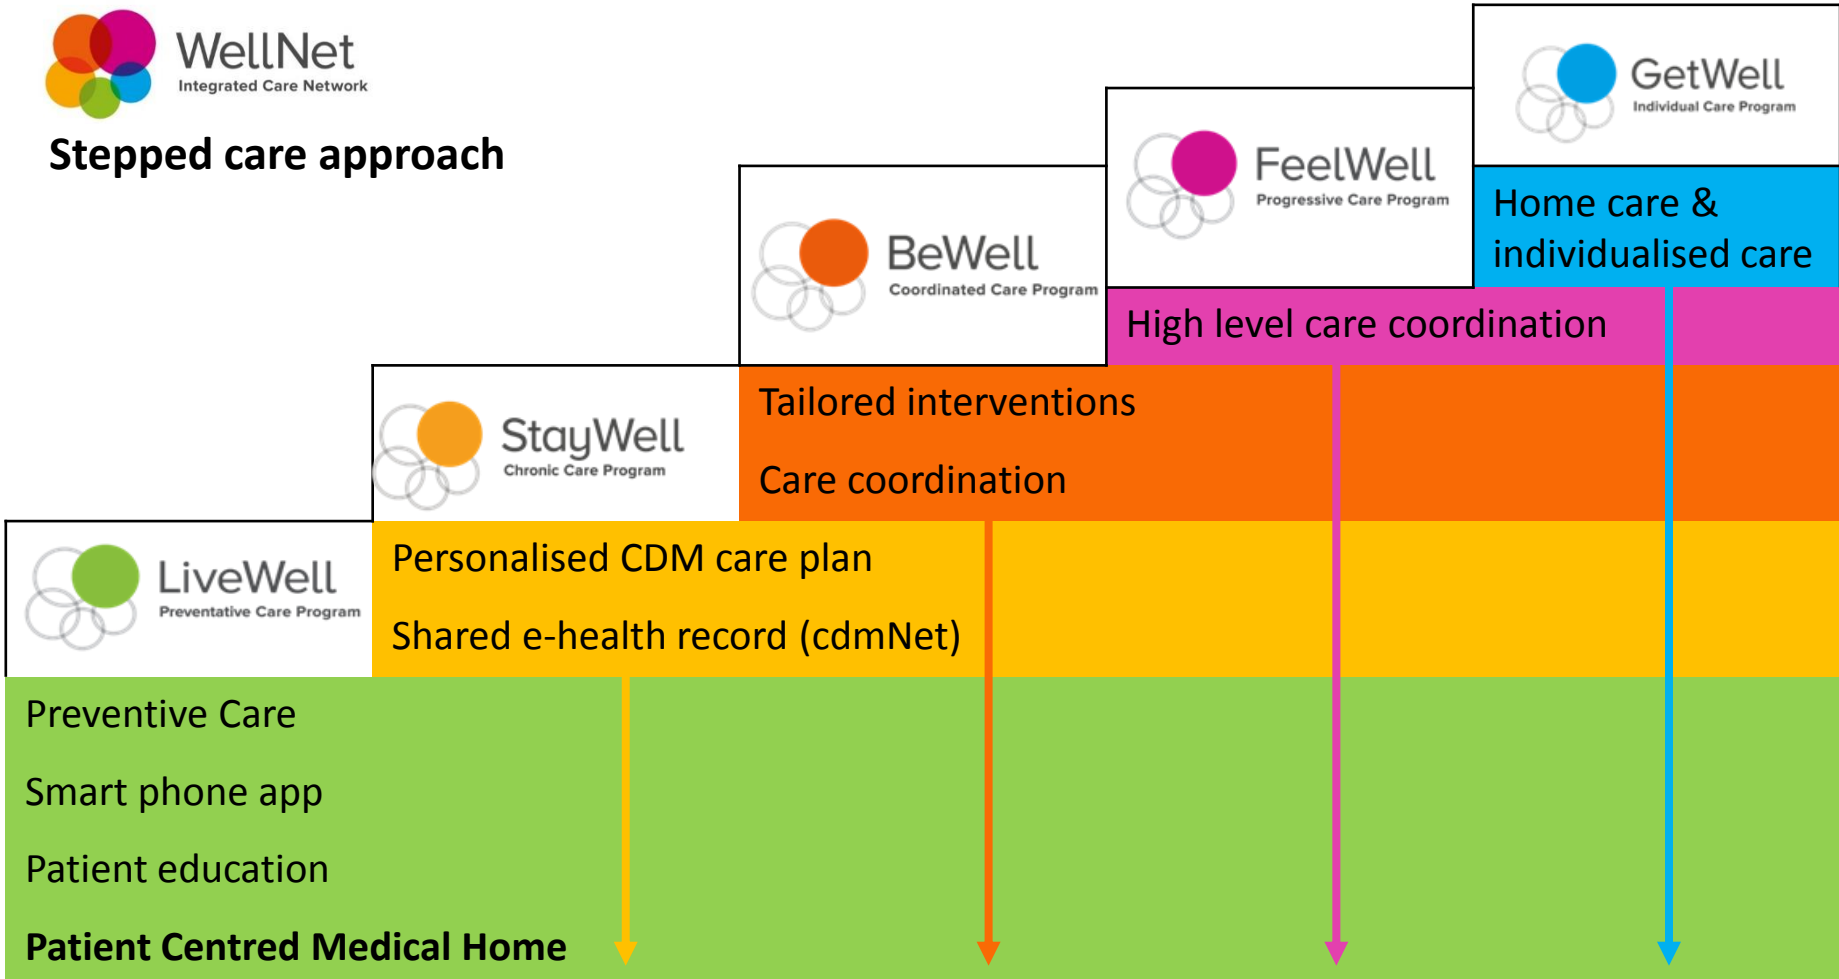 WellNet
Integrated Care Network
Stepped care approach
GetWell
Individual Care Program
FeelWell
Progressive Care Program
Home care &
individualised care
BeWell
Coordinated Care Program
High level care coordination
StayWell
Chronic Care Program
Tailored interventions
Care coordination
LiveWell
Preventative Care Program
Personalised CDM care plan
Shared e-health record (cdmNet)
Preventive Care
Smart phone app
Patient education
Patient Centred Medical Home